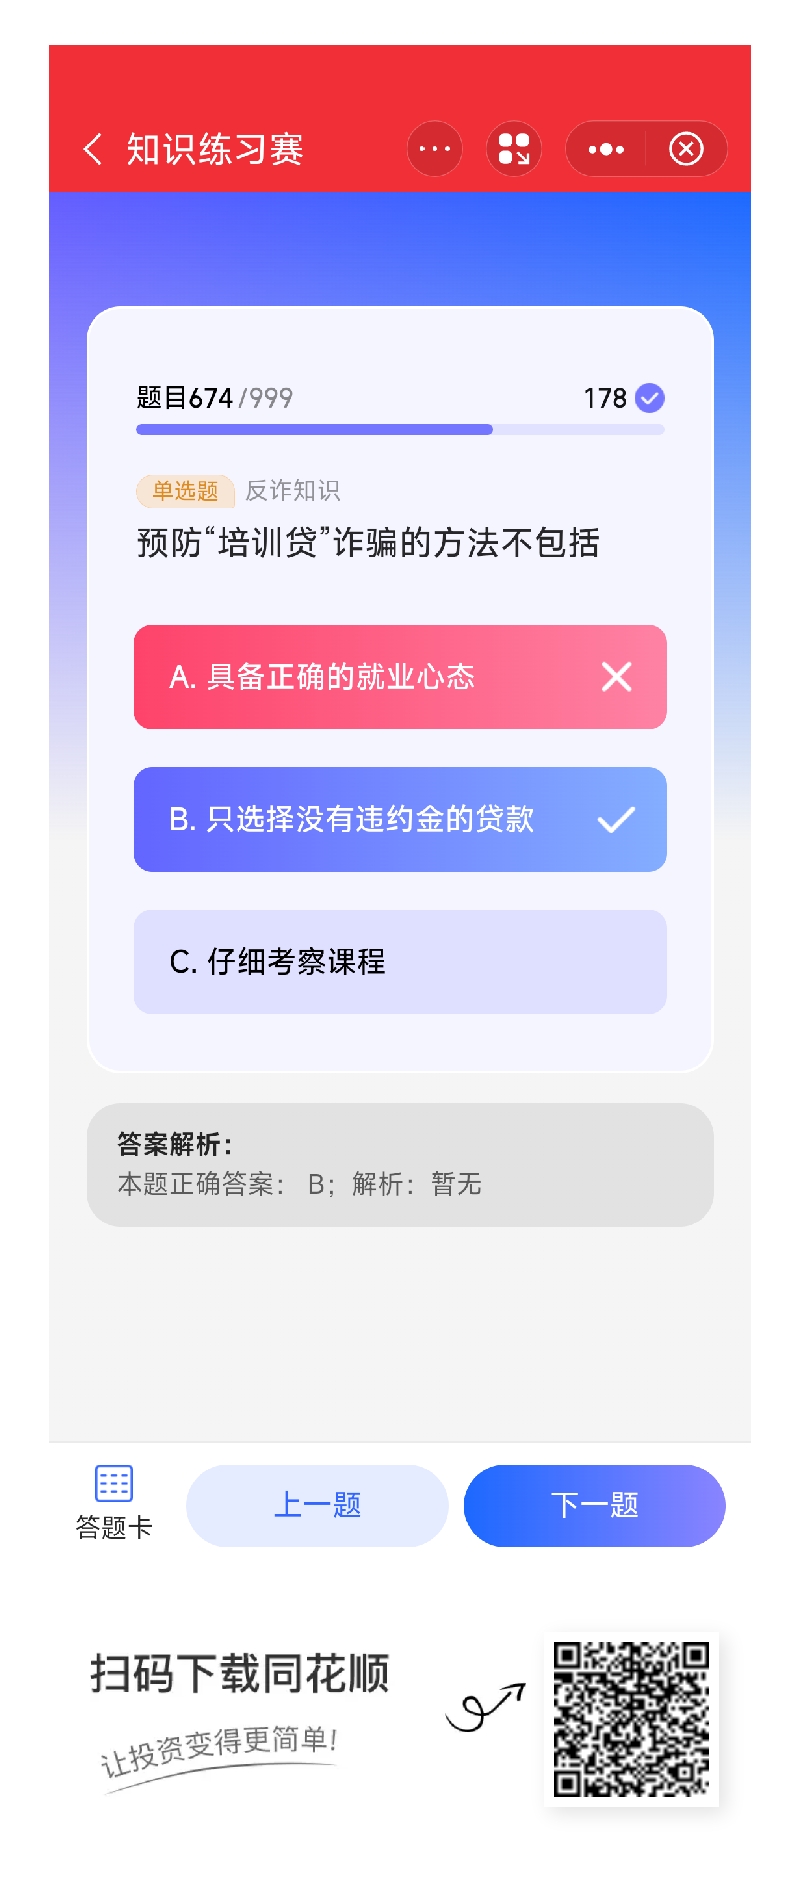 知识练习赛
题目674/999
178
单选题 反诈知识
预防“培训贷”诈骗的方法不包括
A. 具备正确的就业心态
B. 只选择没有违约金的贷款
C. 仔细考察课程
答案解析：
本题正确答案： B；解析：暂无
答题卡
上一题
下一题
扫码下载同花顺
让投资变得更简单!